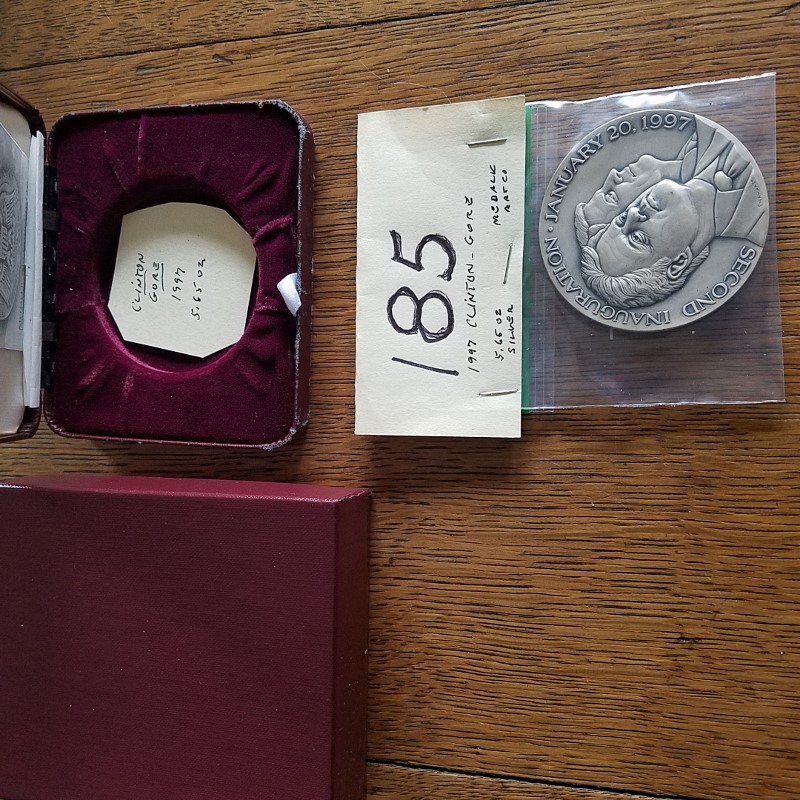 CLINTON
GORE
1997
5.65 OZ
185
1997 CLINTON-GORE
5.65 OZ — MEDALLIC
SILVER ART CO
SECOND INAUGURATION · JANUARY 20, 1997